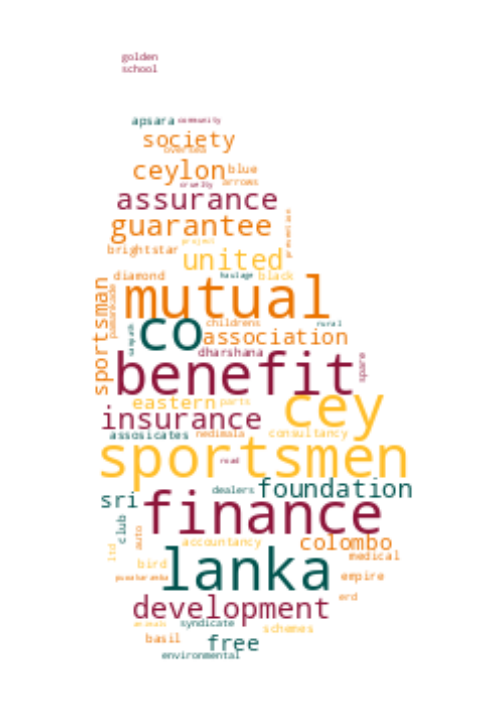 golden
school
apsara community
society
overseas
ceylon blue
cruelty arrows
assurance
guarantee prevention
project
brightstar united
diamond haulage black
sportsman
pamankade
mutual
co childrens rural
association
dharshana
benefit spare
eastern parts cey
insurance
assosicates nedimala consultancy
sportsmen
road
sri dealers foundation
finance
club auto
ltd accountancy colombo
bird medical
lanka
punakaramba empire
development erd
animals syndicate schemes
basil free
environmental